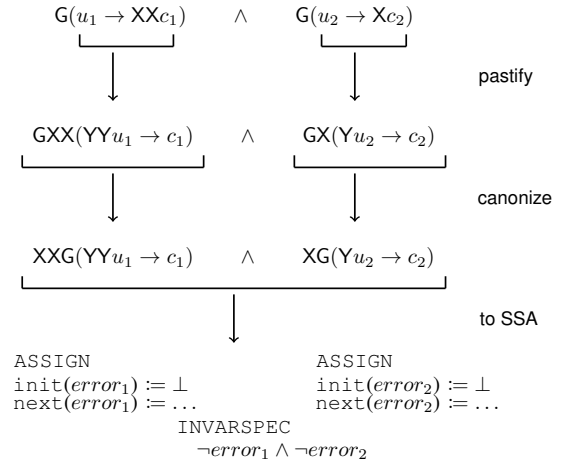 G(u₁ → XXc₁) ∧ G(u₂ → Xc₂)
pastify
GXX(YYu₁ → c₁) ∧ GX(Yu₂ → c₂)
canonize
XXG(YYu₁ → c₁) ∧ XG(Yu₂ → c₂)
to SSA
ASSIGN ASSIGN
init(error₁) := ⊥ init(error₂) := ⊥
next(error₁) := ... next(error₂) := ...
INVARSPEC
¬error₁ ∧ ¬error₂